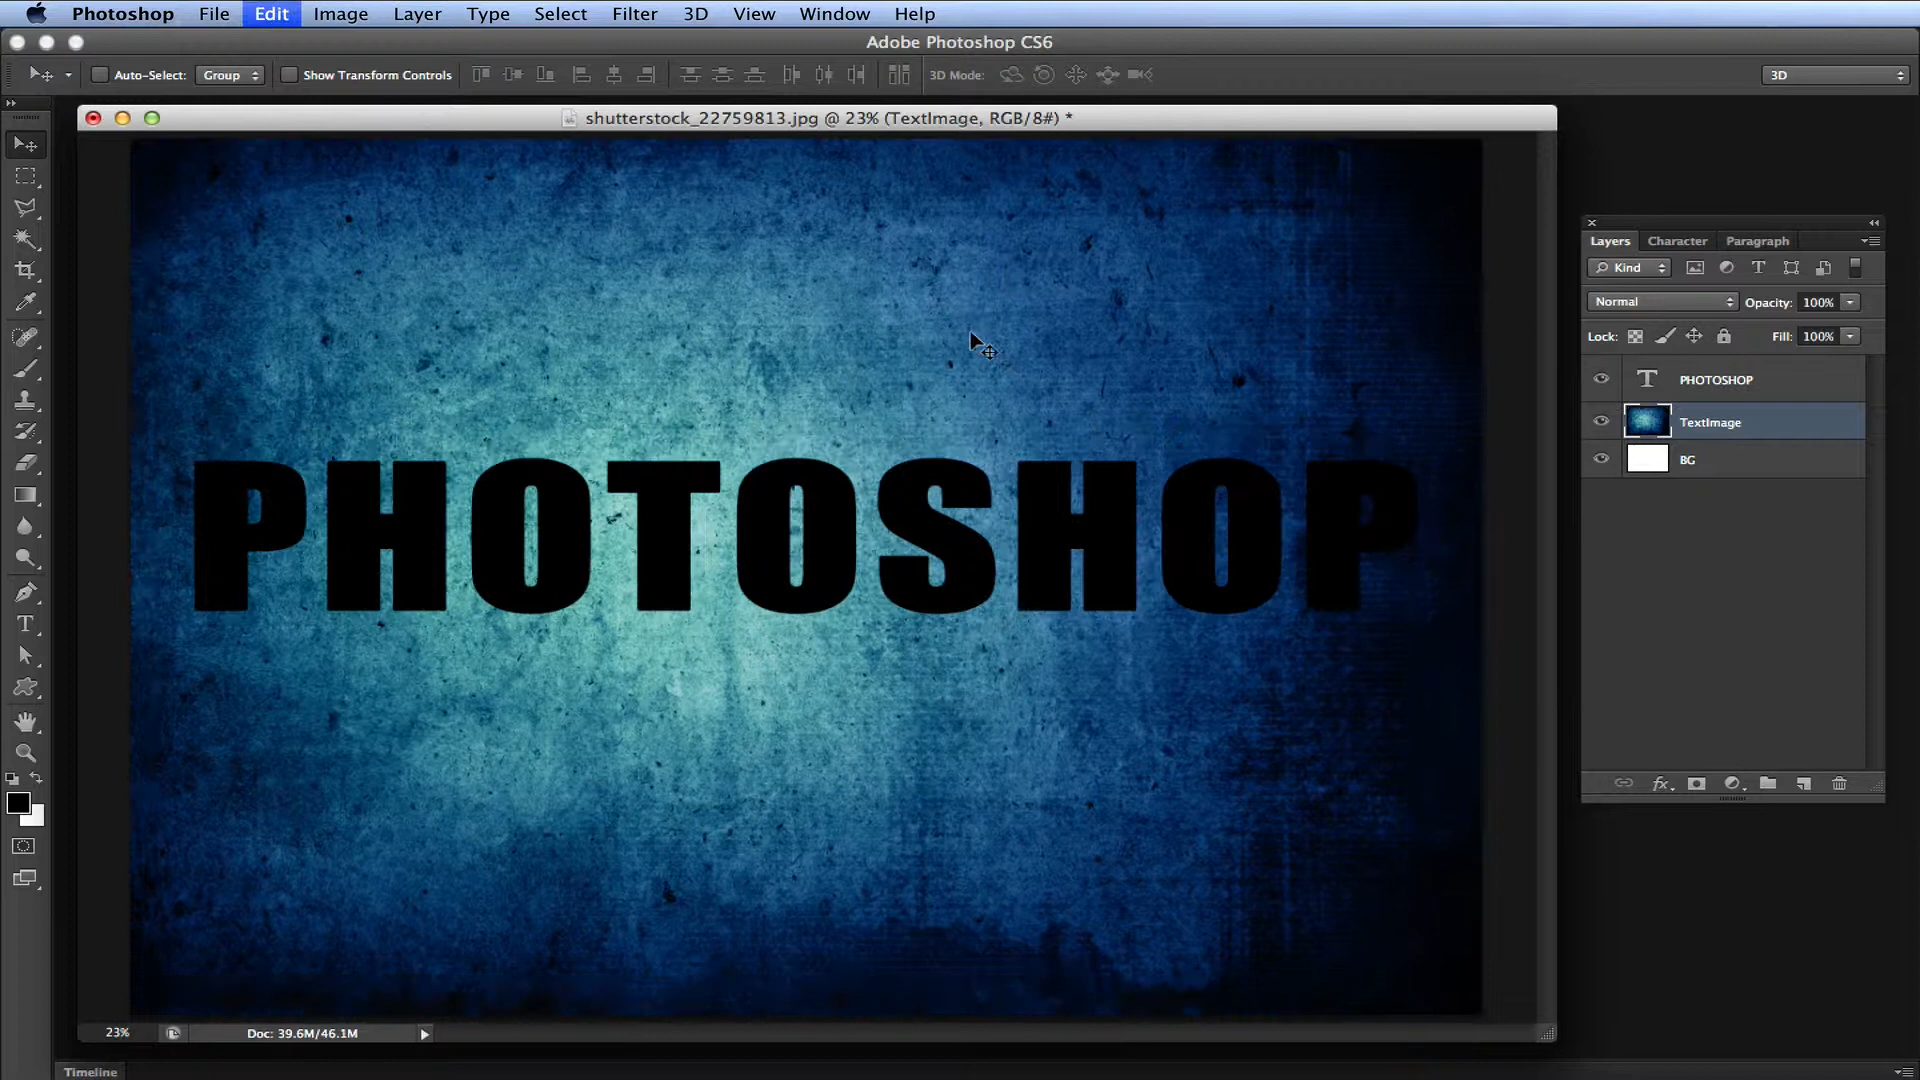 Photoshop File Edit Image Layer Type Select Filter 3D View Window Help
Adobe Photoshop CS6
Auto-Select: Group Show Transform Controls 3D Mode: 3D
shutterstock_22759813.jpg @ 23% (TextImage, RGB/8#) *
Layers Character Paragraph
Kind
Normal Opacity: 100%
Lock: Fill: 100%
PHOTOSHOP
TextImage
BG
PHOTOSHOP
23% Doc: 39.6M/46.1M
Timeline